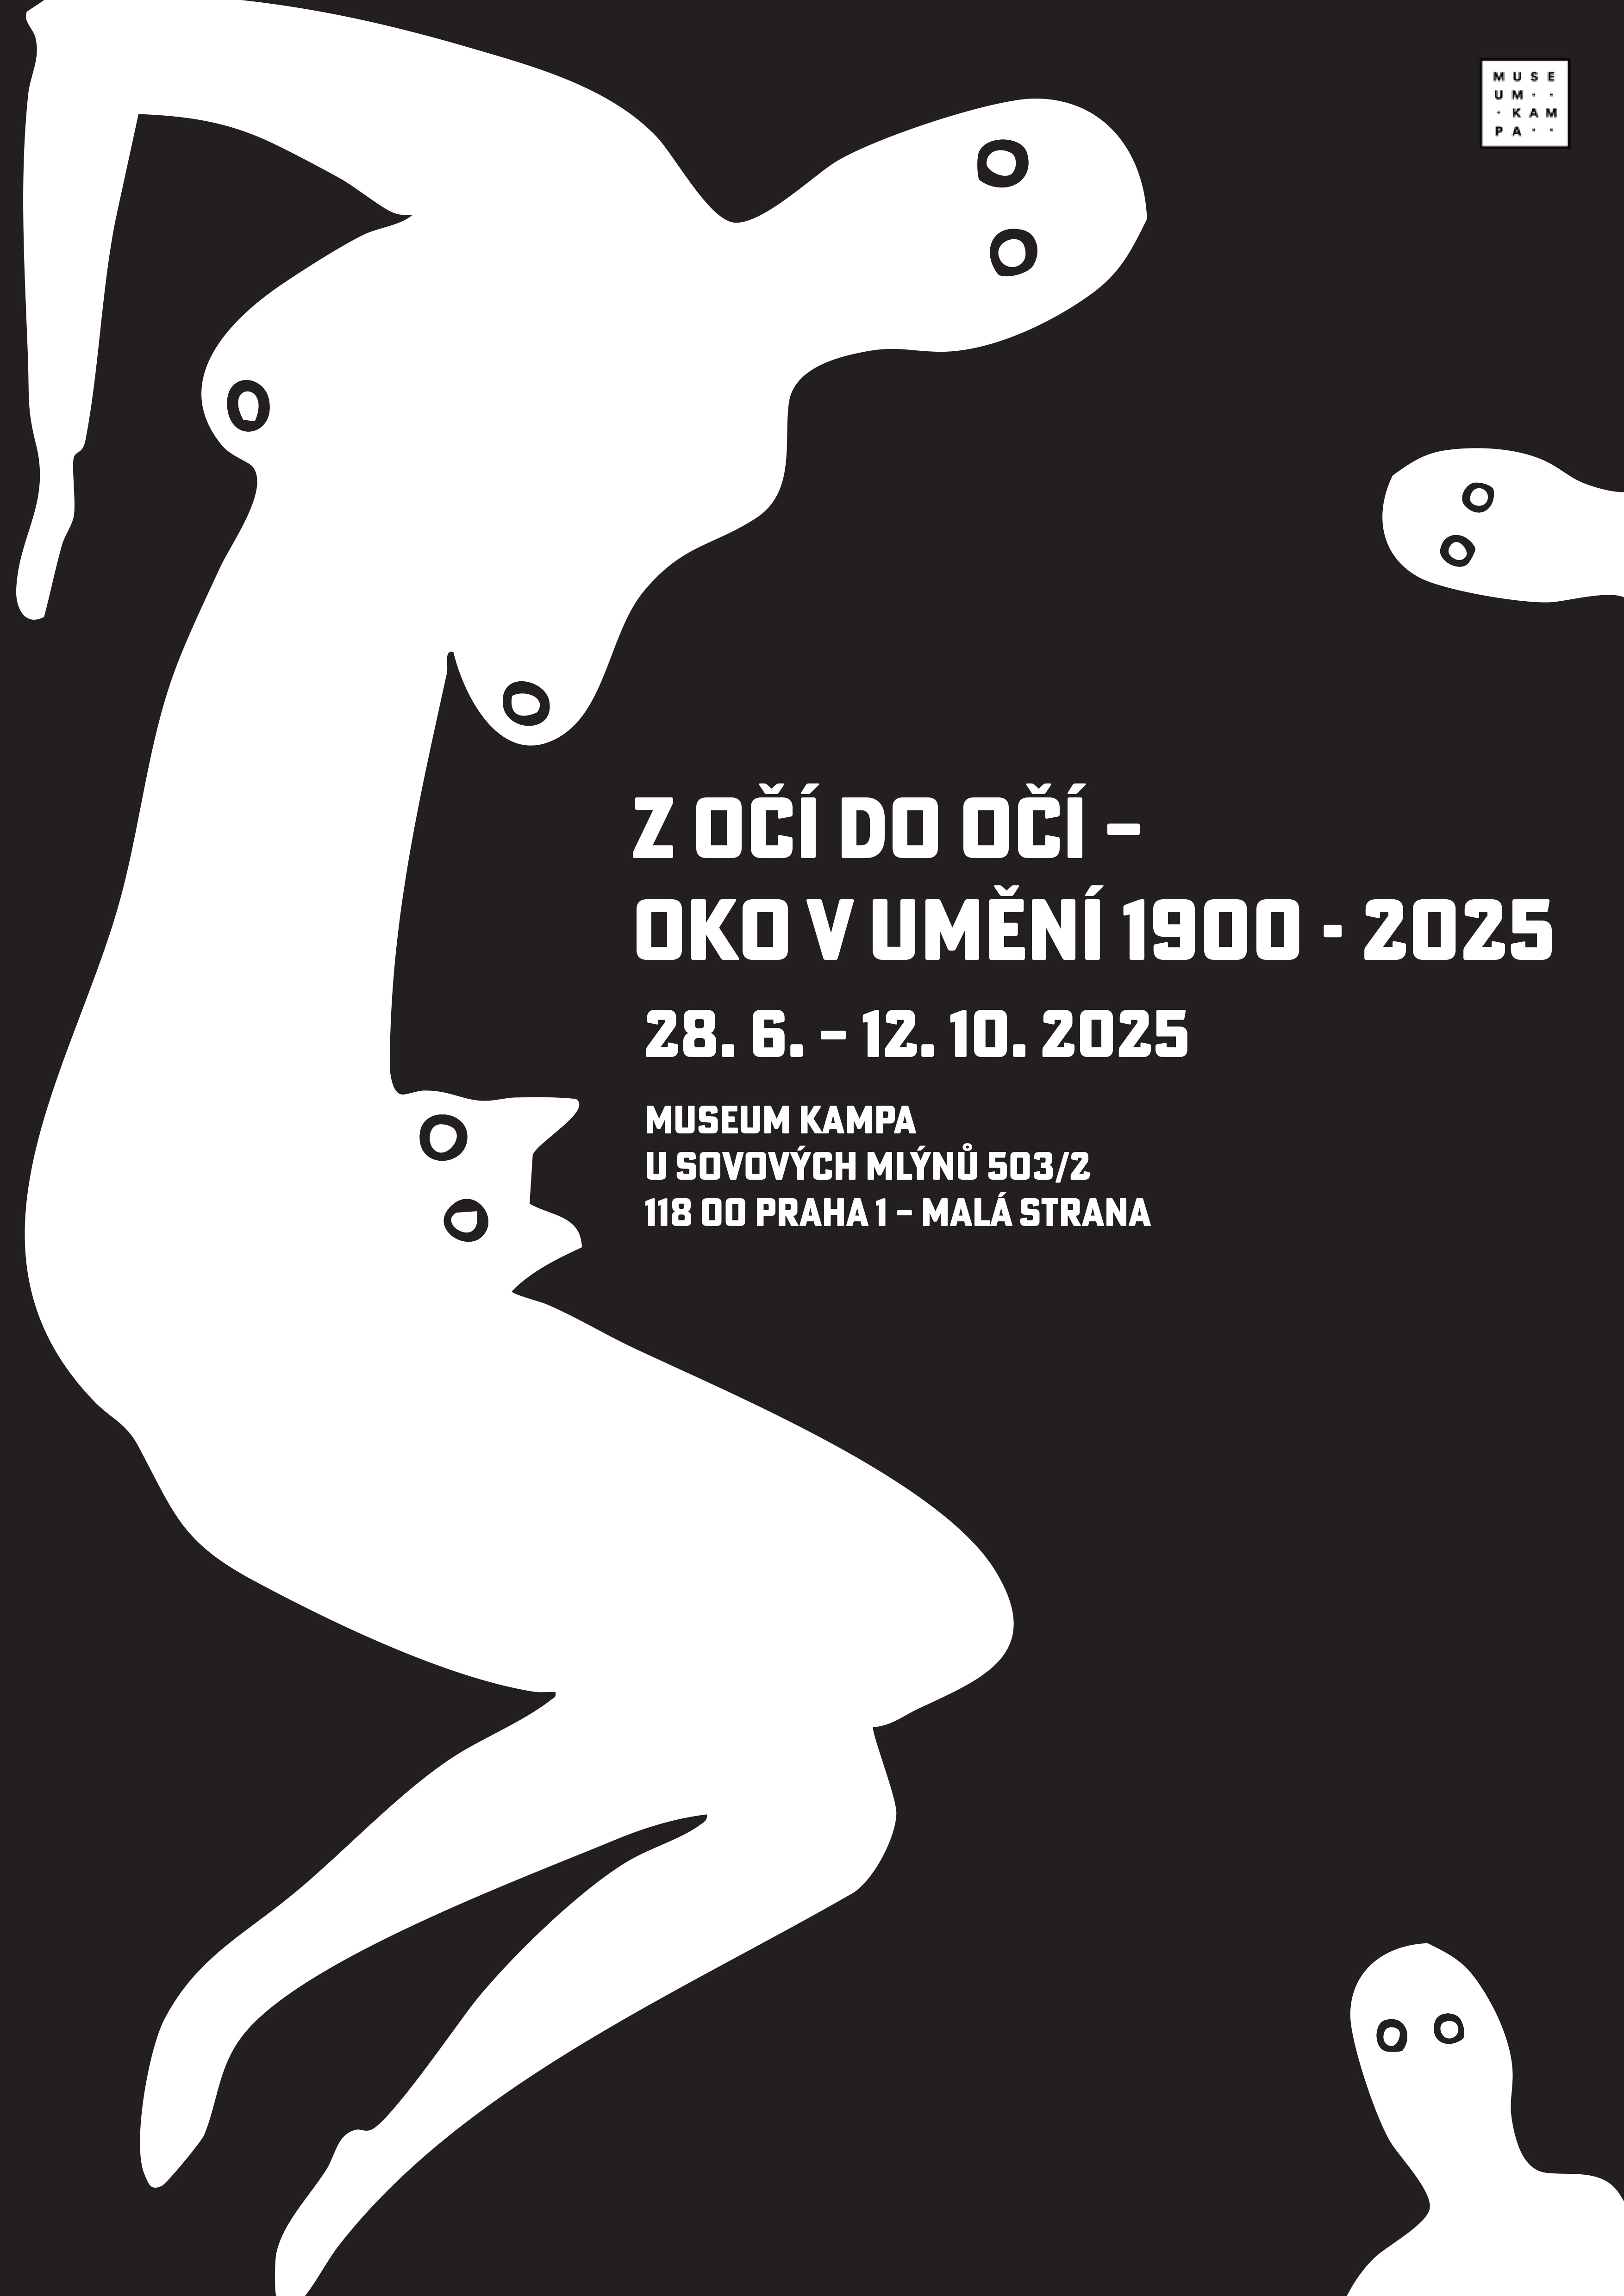 MUSE
UM··
·KAM
PA··
Z OČÍ DO OČÍ –
OKO V UMĚNÍ 1900 - 2025
28. 6. – 12. 10. 2025
MUSEUM KAMPA
U SOVOVÝCH MLÝNŮ 503/2
118 00 PRAHA 1 – MALÁ STRANA